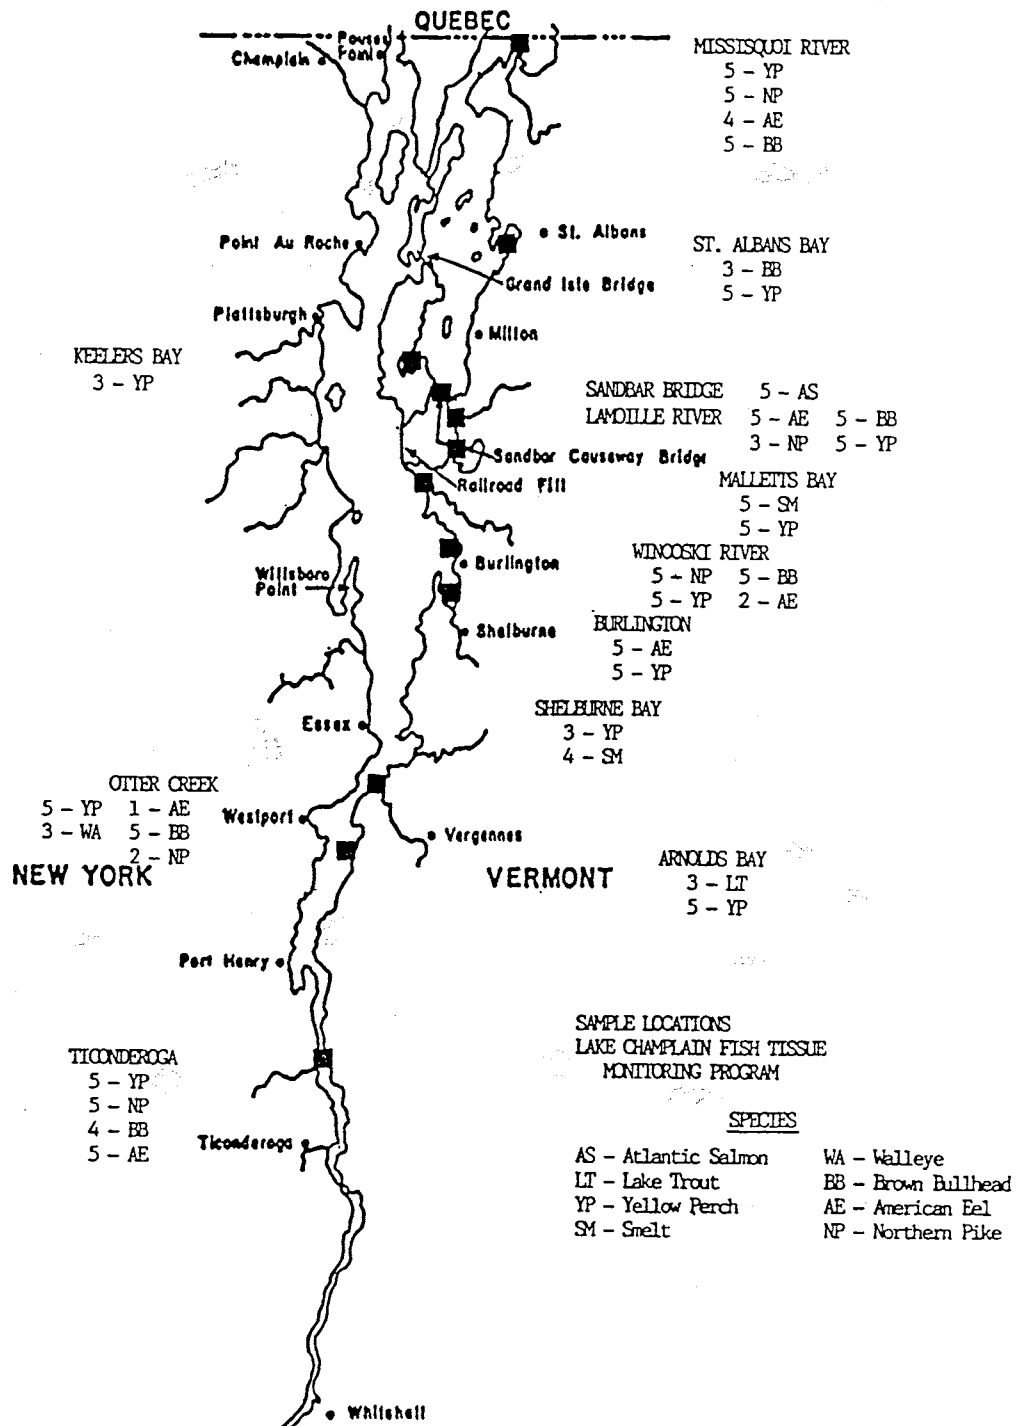 QUEBEC
Rouses
Point
Champlain
MISSISQUOI RIVER
5 - YP
5 - NP
4 - AE
5 - BB
Point Au Roche
St. Albans
ST. ALBANS BAY
3 - BB
5 - YP
Grand Isle Bridge
Plattsburgh
Milton
KEELERS BAY
3 - YP
SANDBAR BRIDGE 5 - AS
LAMOILLE RIVER 5 - AE 5 - BB
3 - NP 5 - YP
Sandbar Causeway Bridge
Railroad Fill
MALLETTS BAY
5 - SM
5 - YP
WINOOSKI RIVER
5 - NP 5 - BB
5 - YP 2 - AE
Burlington
Willsboro
Point
Shelburne
BURLINGTON
5 - AE
5 - YP
SHELBURNE BAY
3 - YP
4 - SM
Essex
OTTER CREEK
5 - YP 1 - AE
3 - WA 5 - BB
2 - NP
Westport
Vergennes
NEW YORK
VERMONT
ARNOLDS BAY
3 - LT
5 - YP
Port Henry
SAMPLE LOCATIONS
LAKE CHAMPLAIN FISH TISSUE
MONITORING PROGRAM
TICONDEROGA
5 - YP
5 - NP
4 - BB
5 - AE
Ticonderoga
SPECIES
AS - Atlantic Salmon WA - Walleye
LT - Lake Trout BB - Brown Bullhead
YP - Yellow Perch AE - American Eel
SM - Smelt NP - Northern Pike
Whitehall